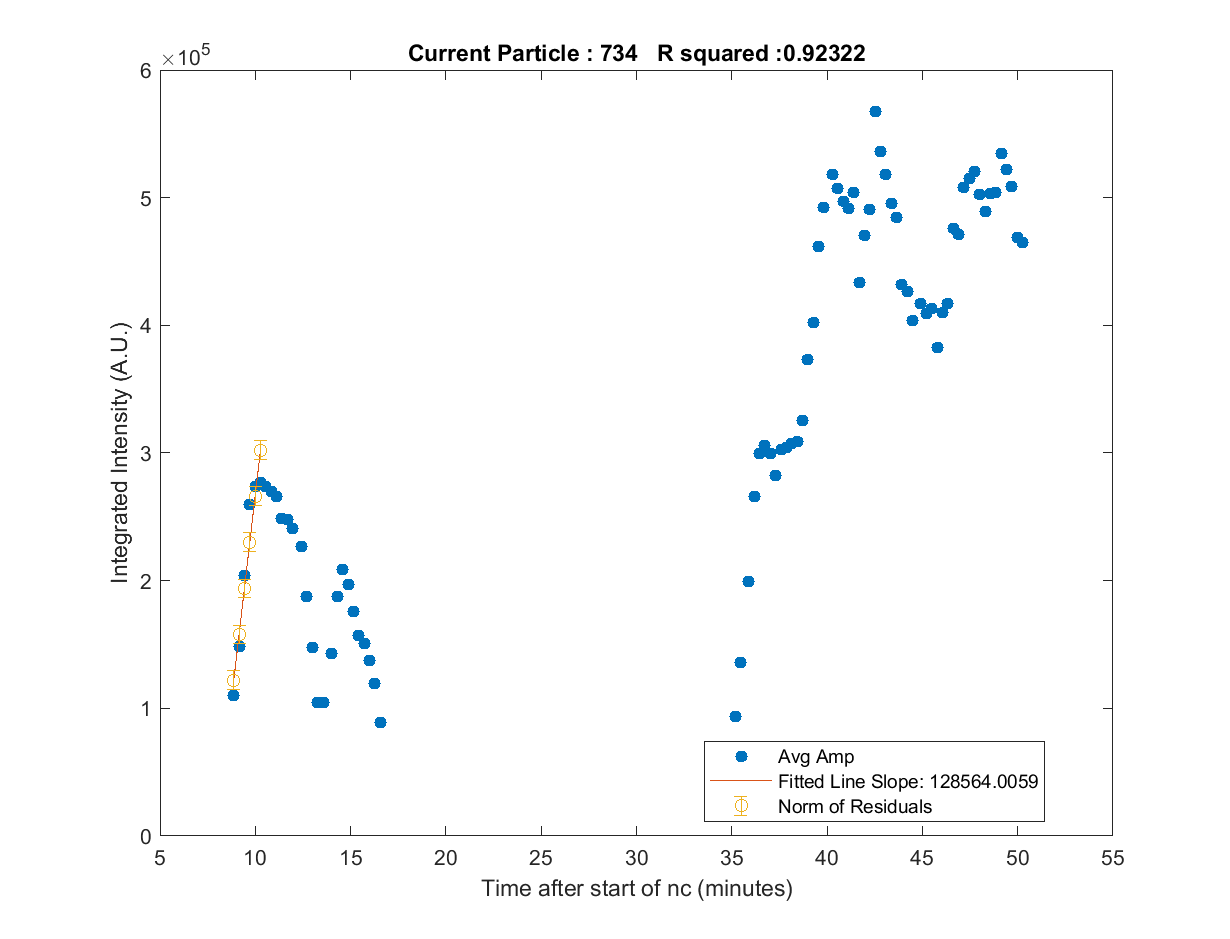 Current Particle : 734 R squared :0.92322
×10^5
6
5
4
3
2
1
0
Integrated Intensity (A.U.)
Avg Amp
Fitted Line Slope: 128564.0059
Norm of Residuals
5 10 15 20 25 30 35 40 45 50 55
Time after start of nc (minutes)